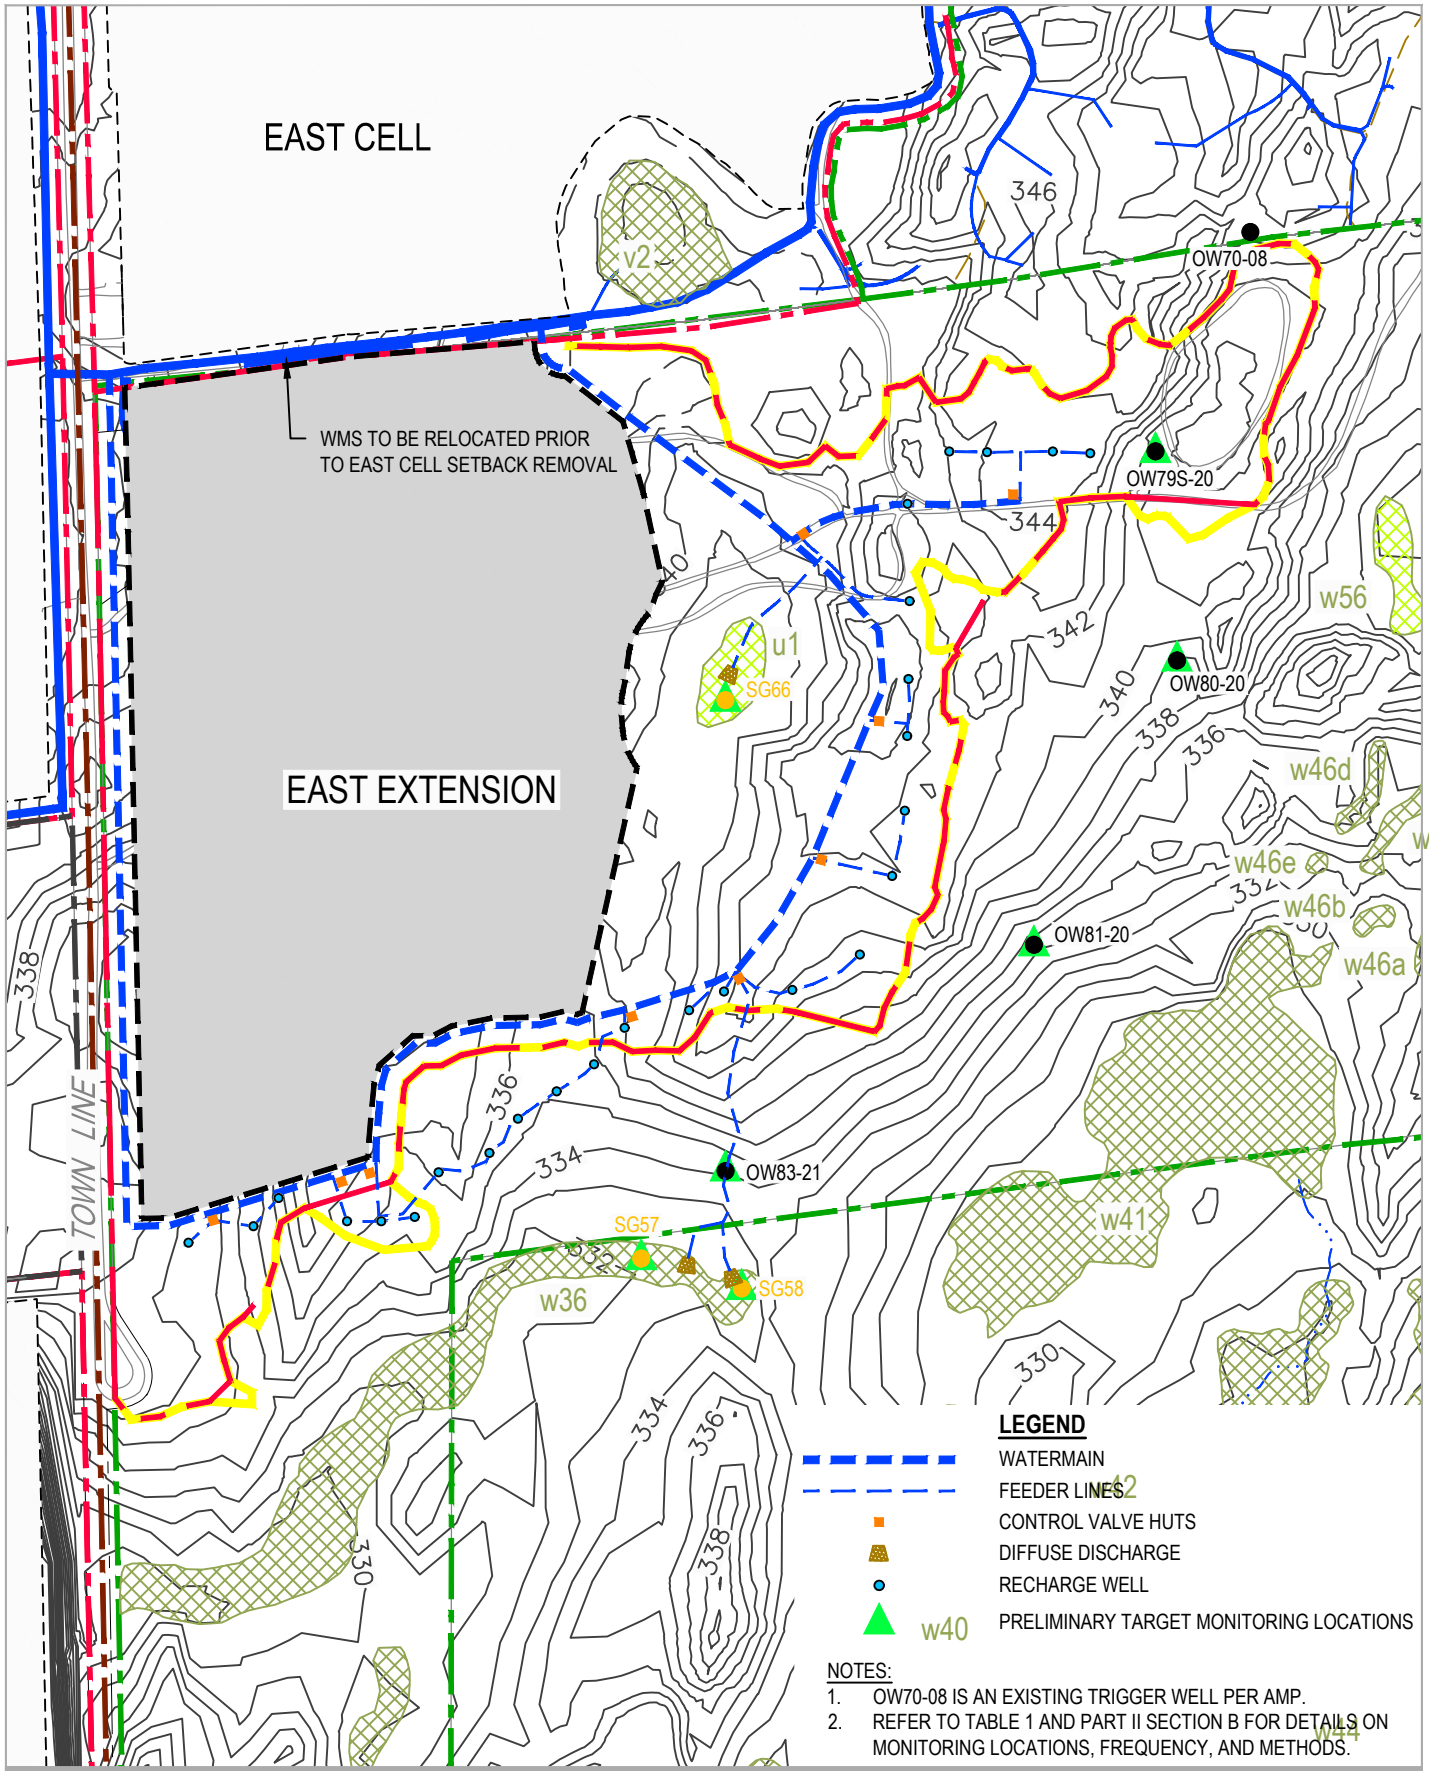 EAST CELL
346
v2
OW70-08
WMS TO BE RELOCATED PRIOR
TO EAST CELL SETBACK REMOVAL
OW79S-20
344
40
w56
342
u1
OW80-20
SG66
340
338
336
w46d
EAST EXTENSION
w46e
w46b
OW81-20
w46a
338
336
TOWN LINE
334
OW83-21
w41
SG57
332
SG58
w36
330
334
336
LEGEND
WATERMAIN
FEEDER LINES
w42
CONTROL VALVE HUTS
330
338
DIFFUSE DISCHARGE
RECHARGE WELL
w40
PRELIMINARY TARGET MONITORING LOCATIONS
NOTES:
1. OW70-08 IS AN EXISTING TRIGGER WELL PER AMP.
2. REFER TO TABLE 1 AND PART II SECTION B FOR DETAILS ON
w44
MONITORING LOCATIONS, FREQUENCY, AND METHODS.